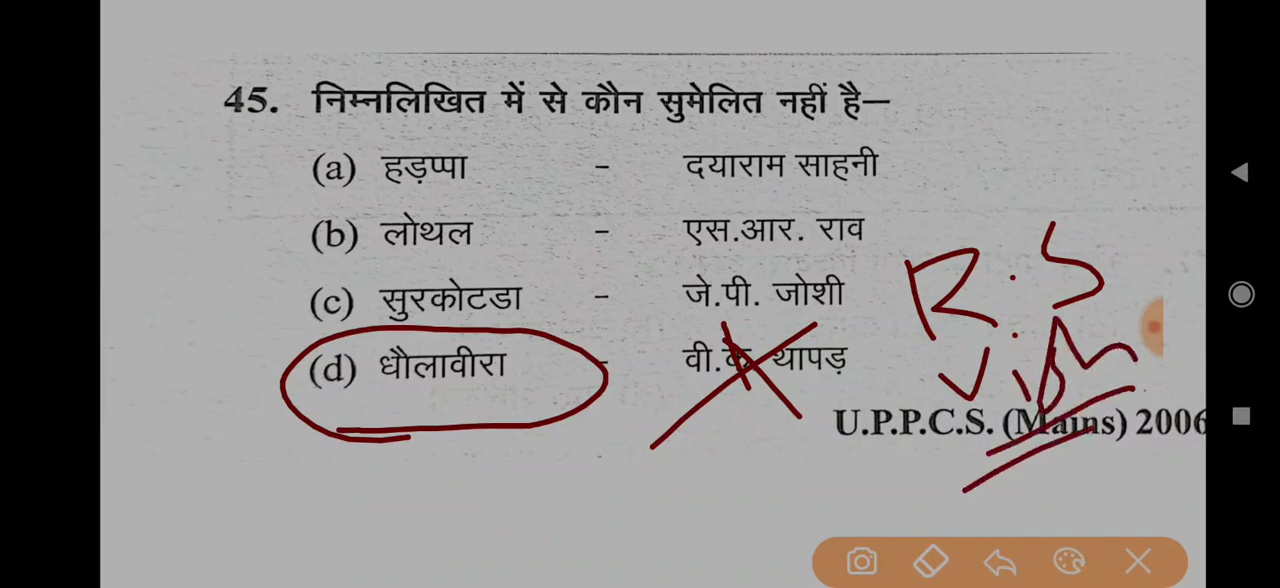 45. निम्नलिखित में से कौन सुमेलित नहीं है—
(a) हड़प्पा - दयाराम साहनी
(b) लोथल - एस.आर. राव
(c) सुरकोटडा - जे.पी. जोशी
(d) धौलावीरा - वी.के थापड़
R.S
U.P.P.C.S. (Mains) 2006